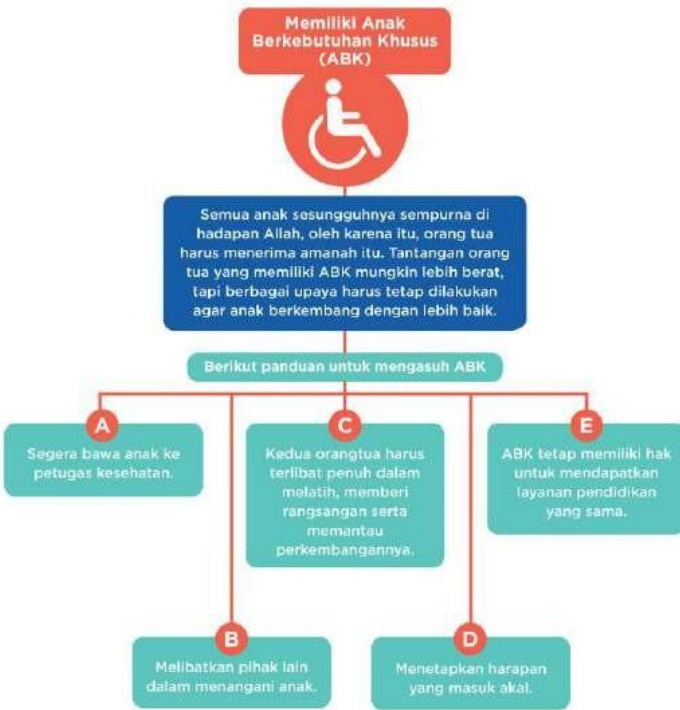 Memiliki Anak
Berkebutuhan Khusus
(ABK)
Semua anak sesungguhnya sempurna di
hadapan Allah, oleh karena itu, orang tua
harus menerima amanah itu. Tantangan orang
tua yang memiliki ABK mungkin lebih berat,
tapi berbagai upaya harus tetap dilakukan
agar anak berkembang dengan lebih baik.
Berikut panduan untuk mengasuh ABK
A
Segera bawa anak ke
petugas kesehatan.
B
Melibatkan pihak lain
dalam menangani anak.
C
Kedua orangtua harus
terlibat penuh dalam
melatih, memberi
rangsangan serta
memantau
perkembangannya.
D
Menetapkan harapan
yang masuk akal.
E
ABK tetap memiliki hak
untuk mendapatkan
layanan pendidikan
yang sama.